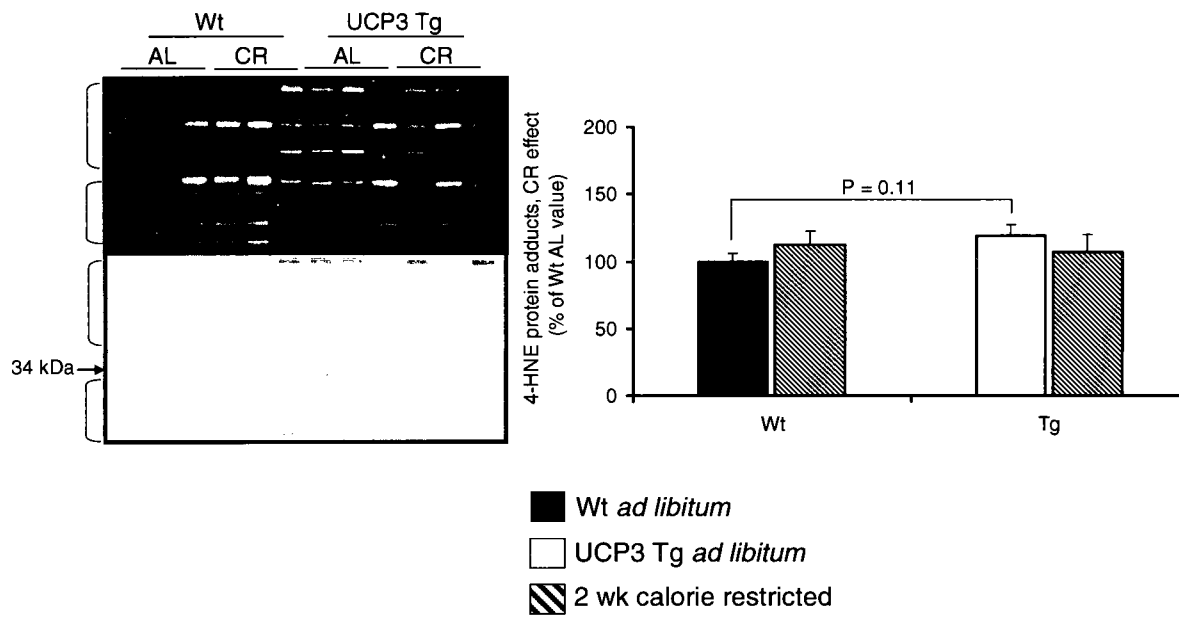 Wt UCP3 Tg
AL CR AL CR
34 kDa
4-HNE protein adducts, CR effect
(% of Wt AL value)
200
150
100
50
0
P = 0.11
Wt Tg
Wt ad libitum
UCP3 Tg ad libitum
2 wk calorie restricted